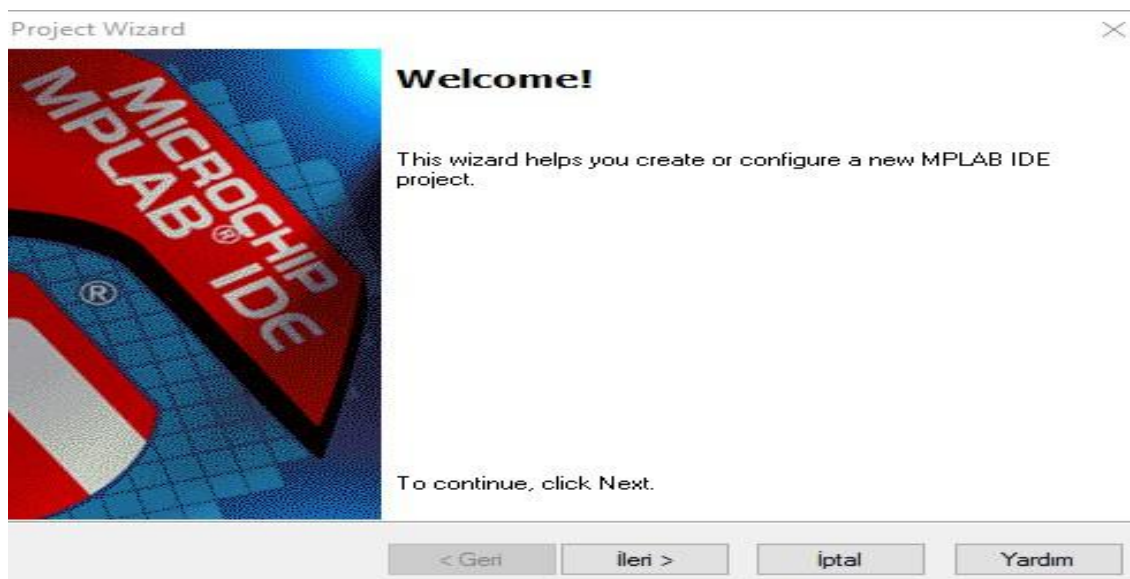 Project Wizard
MICROCHIP
MPLAB® IDE
®
Welcome!
This wizard helps you create or configure a new MPLAB IDE
project.
To continue, click Next.
< Geri
İleri >
İptal
Yardım